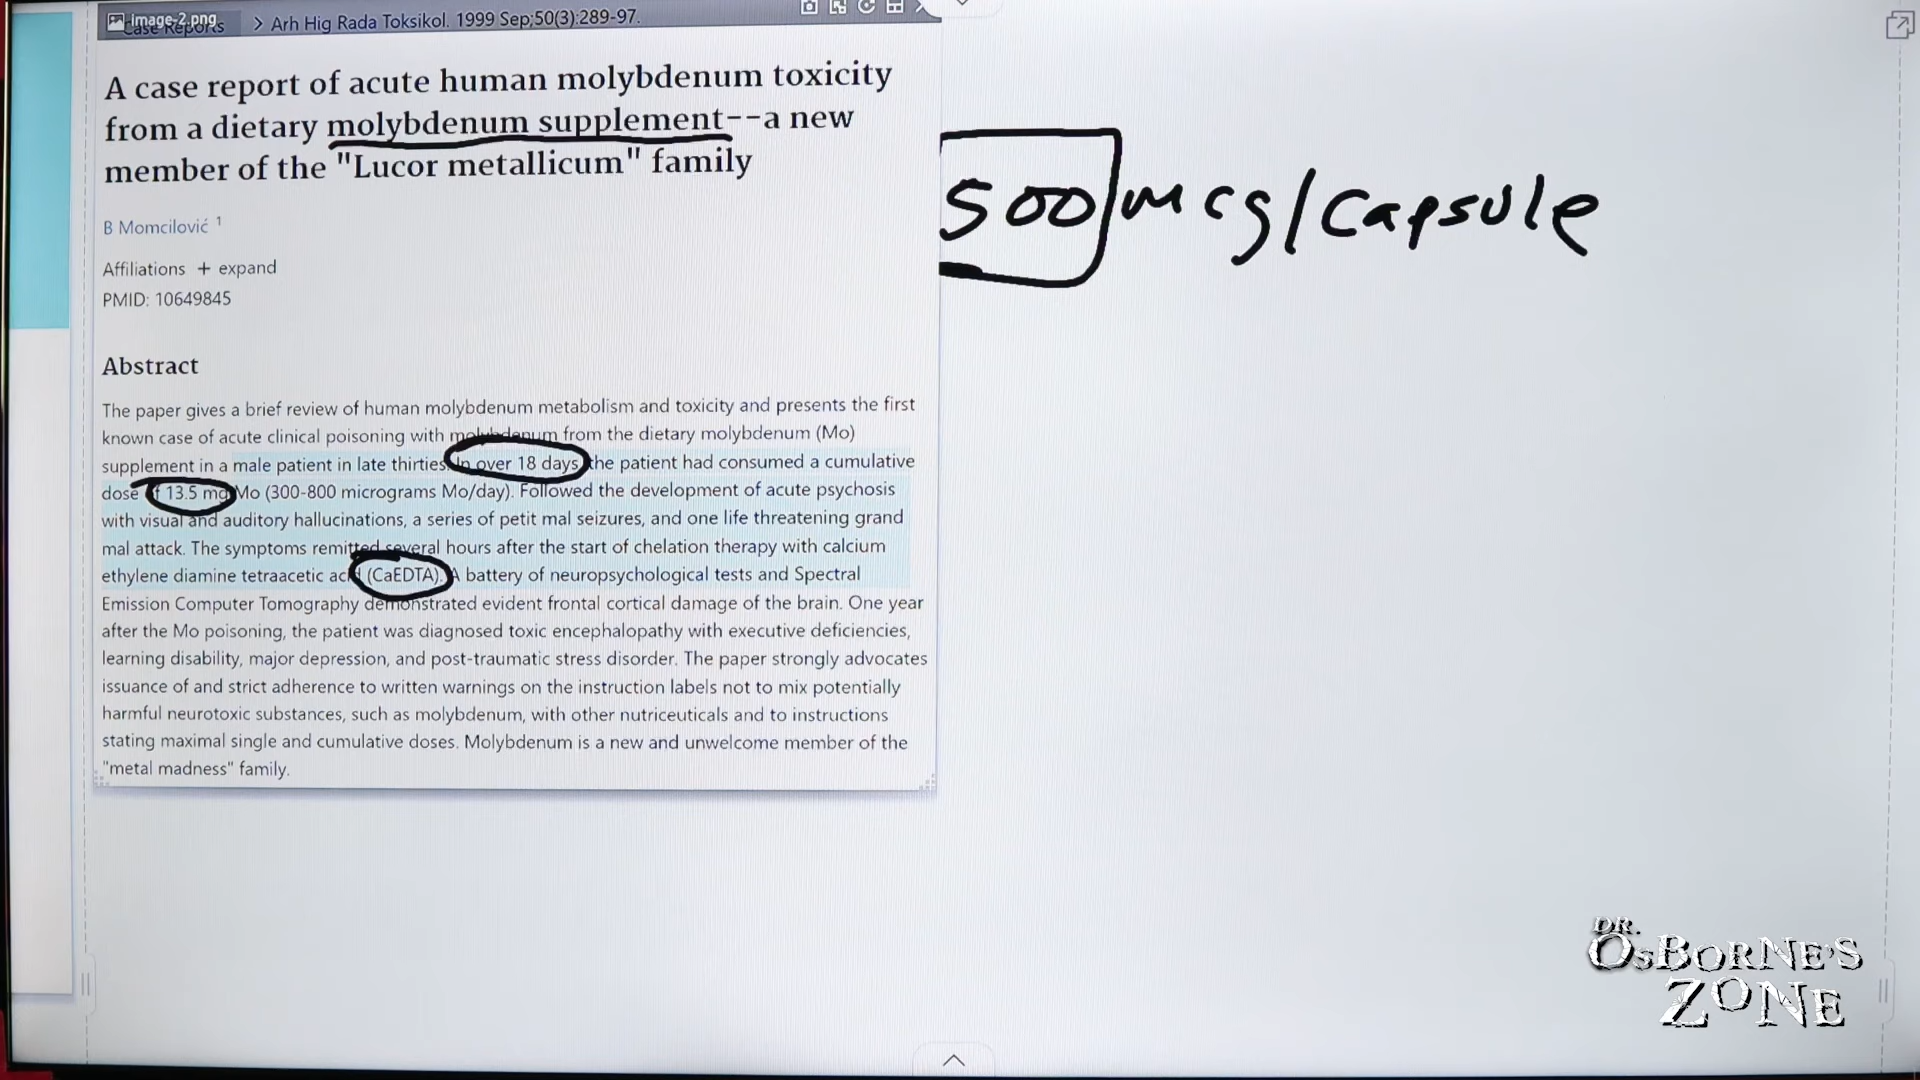 Image-2.png
Case Reports > Arh Hig Rada Toksikol. 1999 Sep;50(3):289-97.
A case report of acute human molybdenum toxicity
from a dietary molybdenum supplement--a new
member of the "Lucor metallicum" family
B Momcilović 1
Affiliations + expand
PMID: 10649845
Abstract
The paper gives a brief review of human molybdenum metabolism and toxicity and presents the first
known case of acute clinical poisoning with molybdenum from the dietary molybdenum (Mo)
supplement in a male patient in late thirties. In over 18 days, the patient had consumed a cumulative
dose of 13.5 mg Mo (300-800 micrograms Mo/day). Followed the development of acute psychosis
with visual and auditory hallucinations, a series of petit mal seizures, and one life threatening grand
mal attack. The symptoms remitted several hours after the start of chelation therapy with calcium
ethylene diamine tetraacetic acid (CaEDTA). A battery of neuropsychological tests and Spectral
Emission Computer Tomography demonstrated evident frontal cortical damage of the brain. One year
after the Mo poisoning, the patient was diagnosed toxic encephalopathy with executive deficiencies,
learning disability, major depression, and post-traumatic stress disorder. The paper strongly advocates
issuance of and strict adherence to written warnings on the instruction labels not to mix potentially
harmful neurotoxic substances, such as molybdenum, with other nutriceuticals and to instructions
stating maximal single and cumulative doses. Molybdenum is a new and unwelcome member of the
"metal madness" family.
500 mcg/capsule
DR.
OSBORNE'S
ZONE